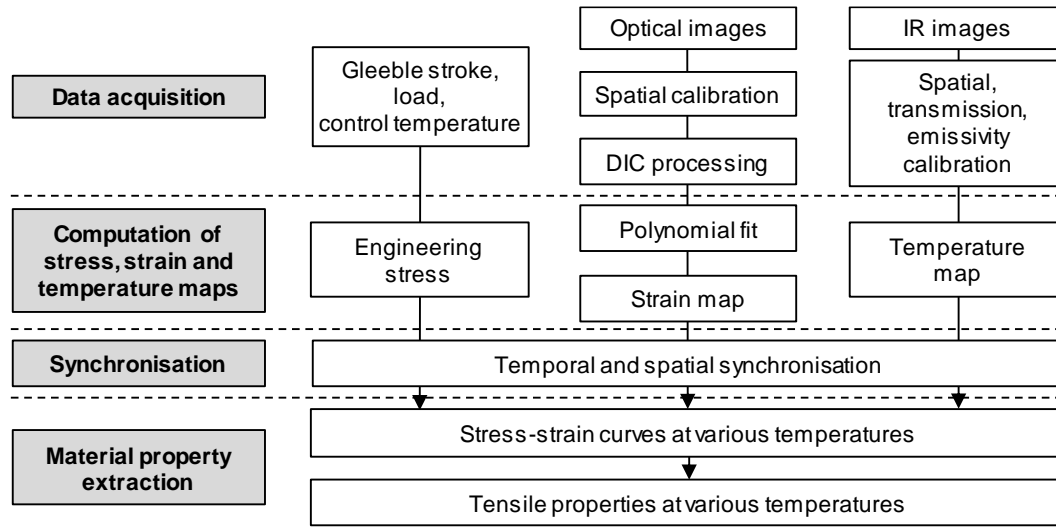 Data acquisition
Gleeble stroke,
load,
control temperature
Optical images
Spatial calibration
DIC processing
IR images
Spatial,
transmission,
emissivity
calibration
Computation of
stress, strain and
temperature maps
Engineering
stress
Polynomial fit
Strain map
Temperature
map
Synchronisation
Temporal and spatial synchronisation
Material property
extraction
Stress-strain curves at various temperatures
Tensile properties at various temperatures